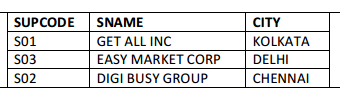 SUPCODE SNAME CITY
S01 GET ALL INC KOLKATA
S03 EASY MARKET CORP DELHI
S02 DIGI BUSY GROUP CHENNAI